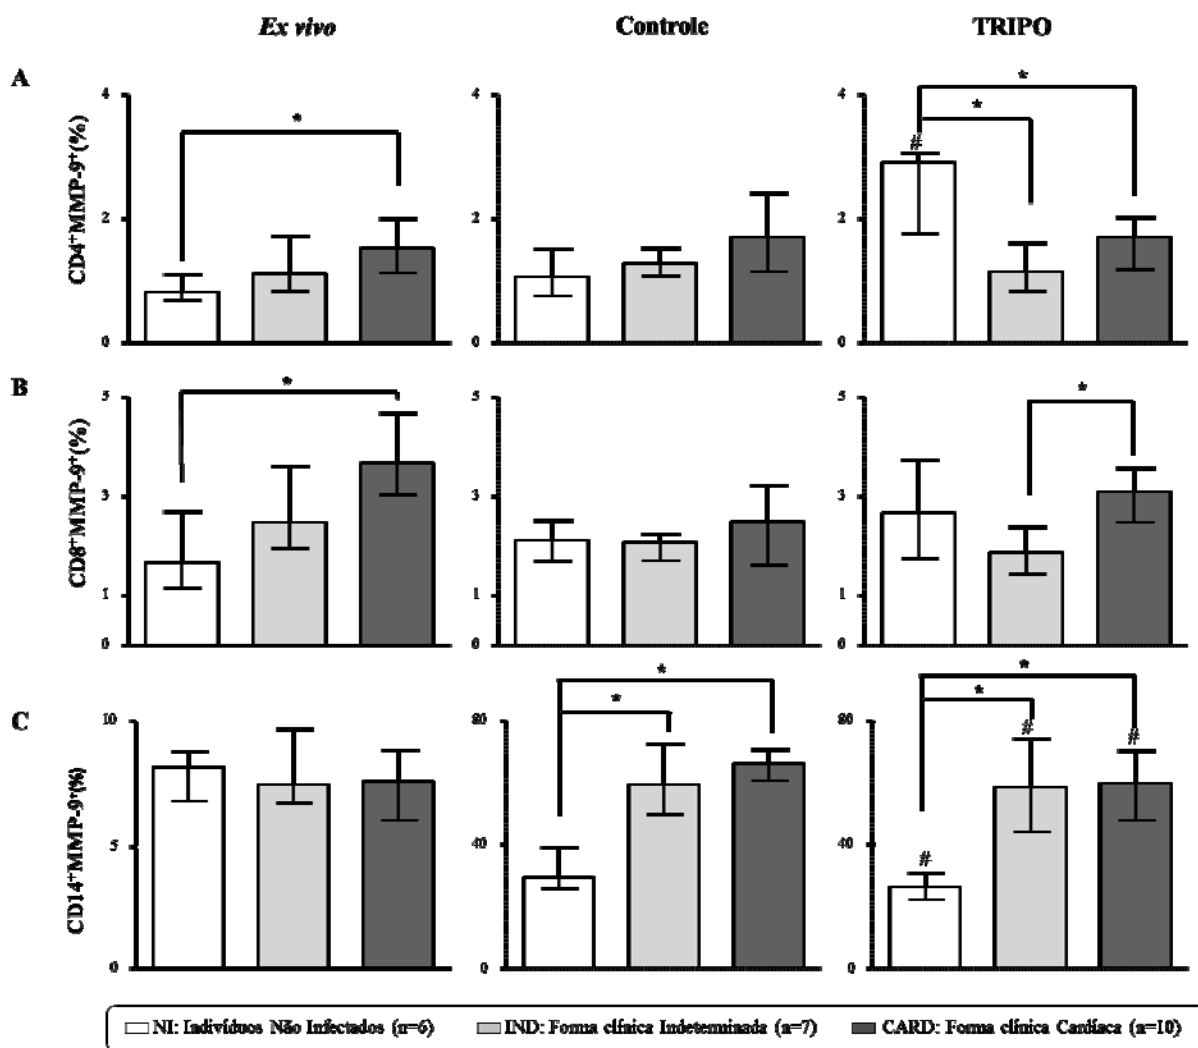 Ex vivo Controle TRIPO
A
CD4⁺MMP-9⁺(%)
4 2 0
*
4 2 0
4 2 0
# * *
B
CD8⁺MMP-9⁺(%)
5 3 1 0
*
5 3 1 0
5 3 1 0
*
C
CD14⁺MMP-9⁺(%)
10 5 0
80 40 0
* *
80 40 0
# # # * *
NI: Indivíduos Não Infectados (n=6) IND: Forma clínica Indeterminada (n=7) CARD: Forma clínica Cardíaca (n=10)